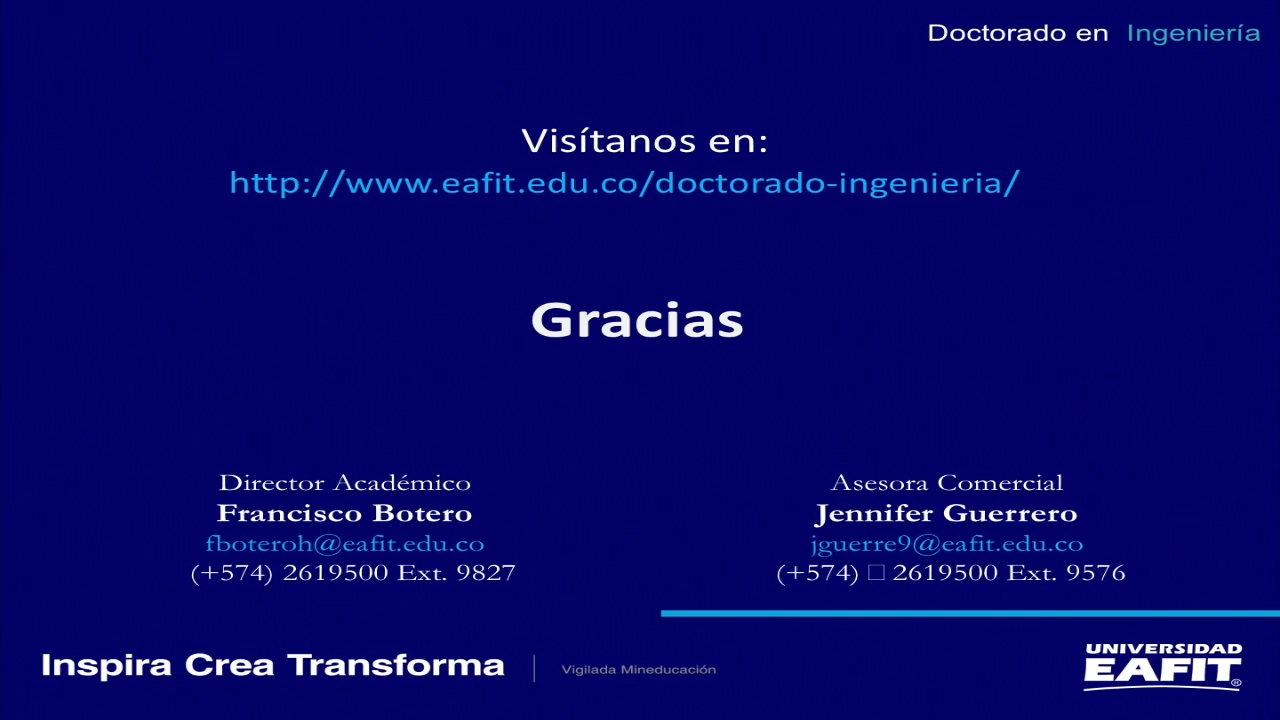 Doctorado en Ingeniería
Visítanos en:
http://www.eafit.edu.co/doctorado-ingenieria/
Gracias
Director Académico
Francisco Botero
fboteroh@eafit.edu.co
(+574) 2619500 Ext. 9827
Asesora Comercial
Jennifer Guerrero
jguerre9@eafit.edu.co
(+574) □ 2619500 Ext. 9576
Inspira Crea Transforma
Vigilada Mineducación
UNIVERSIDAD
EAFIT®